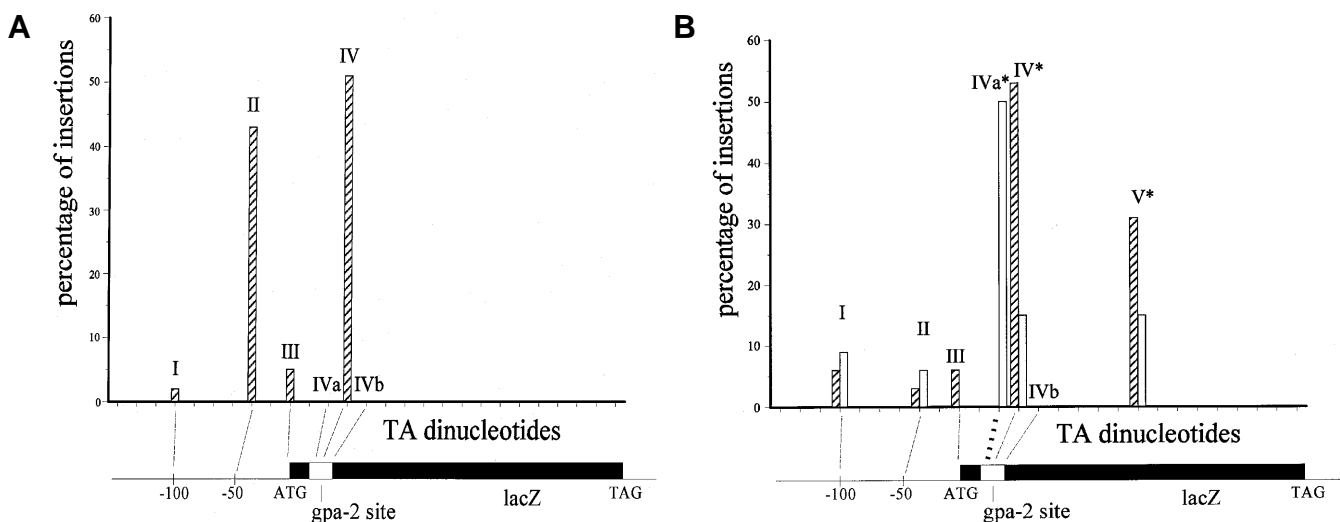 A
percentage of insertions
60
50
40
30
20
10
0
I
II
III
IV
IVa
IVb
TA dinucleotides
-100
-50
ATG
gpa-2 site
lacZ
TAG
B
percentage of insertions
60
50
40
30
20
10
0
I
II
III
IVa*
IV*
IVb
V*
TA dinucleotides
-100
-50
ATG
gpa-2 site
lacZ
TAG